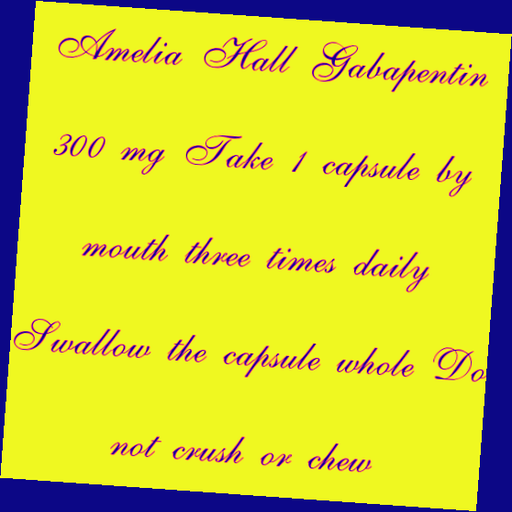 Amelia Hall Gabapentin
300 mg Take 1 capsule by
mouth three times daily
Swallow the capsule whole Do
not crush or chew